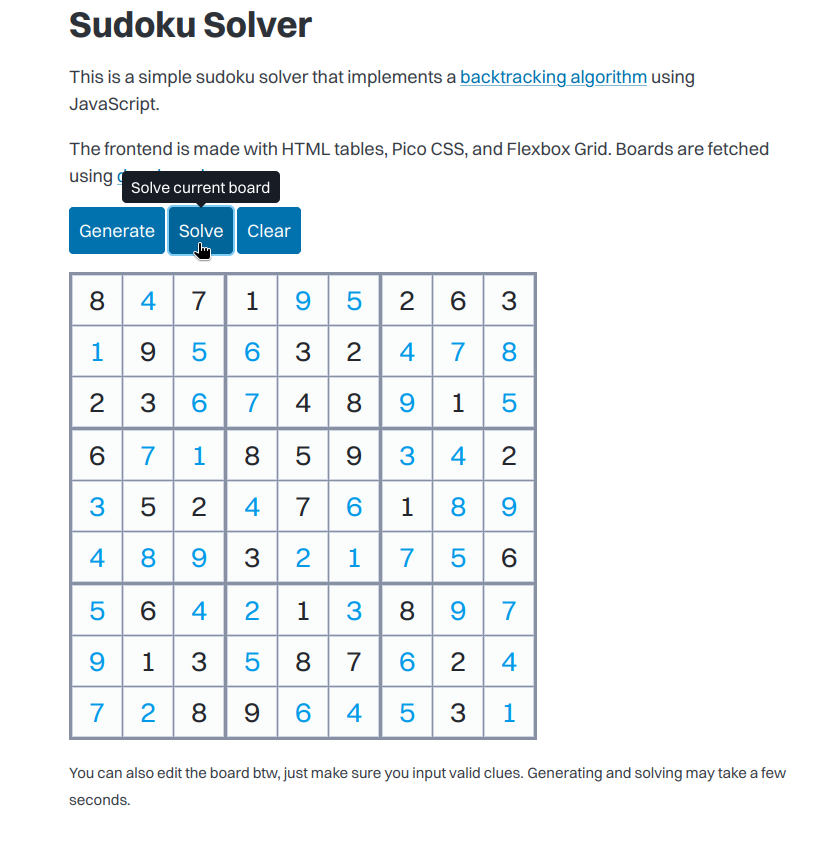 Sudoku Solver
This is a simple sudoku solver that implements a backtracking algorithm using
JavaScript.
The frontend is made with HTML tables, Pico CSS, and Flexbox Grid. Boards are fetched
using
Solve current board
Generate Solve Clear
8 4 7 1 9 5 2 6 3
1 9 5 6 3 2 4 7 8
2 3 6 7 4 8 9 1 5
6 7 1 8 5 9 3 4 2
3 5 2 4 7 6 1 8 9
4 8 9 3 2 1 7 5 6
5 6 4 2 1 3 8 9 7
9 1 3 5 8 7 6 2 4
7 2 8 9 6 4 5 3 1
You can also edit the board btw, just make sure you input valid clues. Generating and solving may take a few
seconds.